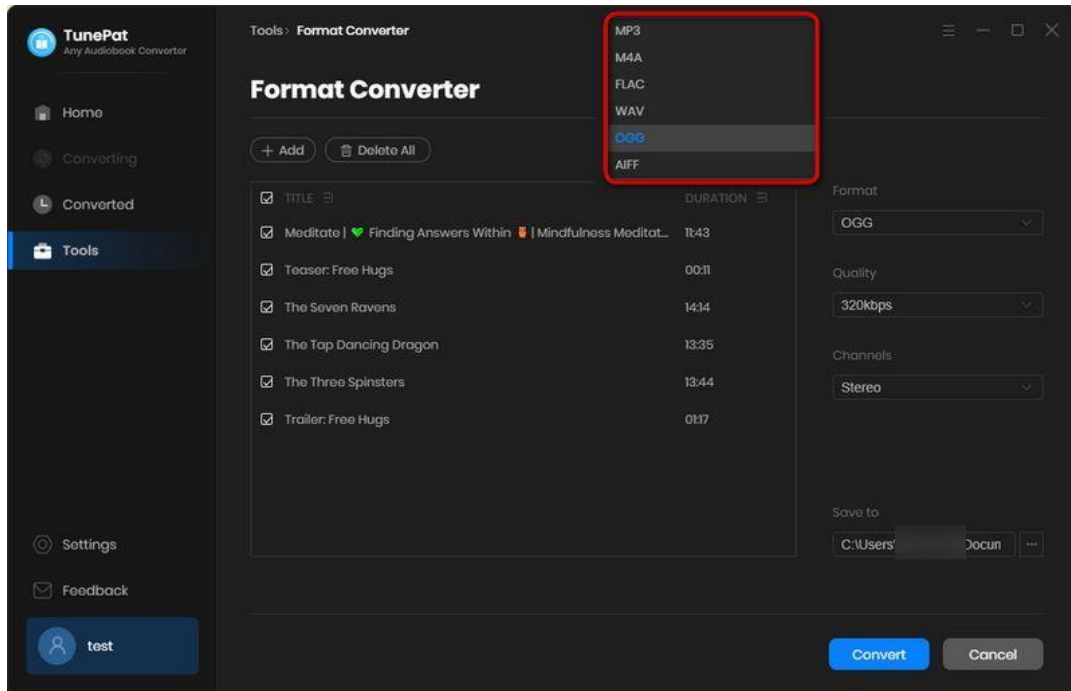 TunePat
Any Audiobook Converter
Home
Converting
Converted
Tools
Settings
Feedback
test
Tools > Format Converter
Format Converter
+ Add
Delete All
TITLE DURATION
Meditate | 💚 Finding Answers Within 🏺 | Mindfulness Meditat... 11:43
Teaser: Free Hugs 00:11
The Seven Ravens 14:14
The Tap Dancing Dragon 13:35
The Three Spinsters 13:44
Trailer: Free Hugs 01:17
MP3
M4A
FLAC
WAV
OGG
AIFF
Format
OGG
Quality
320kbps
Channels
Stereo
Save to
C:\Users\ Docun
...
Convert
Cancel